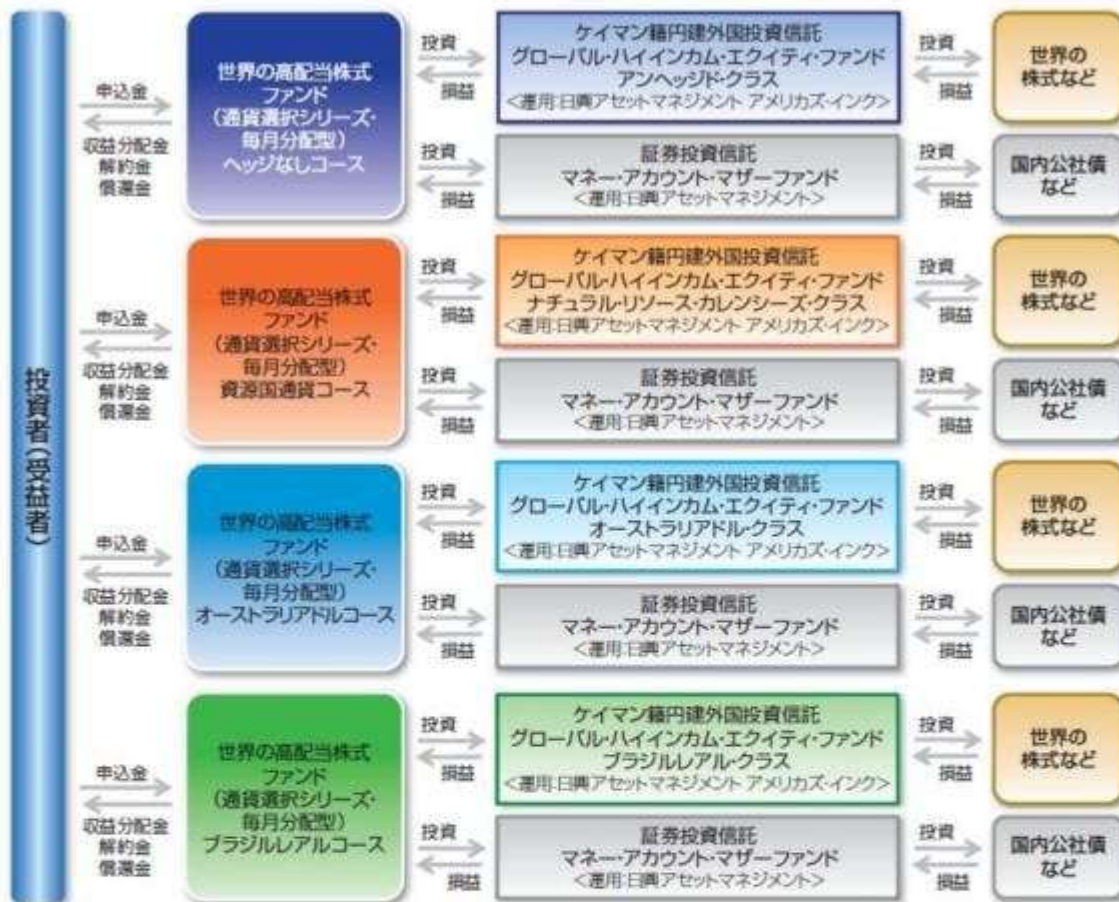 投資者(受益者)
申込金
収益分配金
解約金
償還金
世界の高配当株式
ファンド
(通貨選択シリーズ・
毎月分配型)
ヘッジなしコース
投資
損益
ケイマン籍円建外国投資信託
グローバル・ハイインカム・エクイティ・ファンド
アンヘッジド・クラス
<運用:日興アセットマネジメント アメリカズ・インク>
投資
損益
世界の
株式など
投資
損益
証券投資信託
マネー・アカウント・マザーファンド
<運用:日興アセットマネジメント>
投資
損益
国内公社債
など
申込金
収益分配金
解約金
償還金
世界の高配当株式
ファンド
(通貨選択シリーズ・
毎月分配型)
資源国通貨コース
投資
損益
ケイマン籍円建外国投資信託
グローバル・ハイインカム・エクイティ・ファンド
ナチュラル・リソース・カレンシーズ・クラス
<運用:日興アセットマネジメント アメリカズ・インク>
投資
損益
世界の
株式など
投資
損益
証券投資信託
マネー・アカウント・マザーファンド
<運用:日興アセットマネジメント>
投資
損益
国内公社債
など
申込金
収益分配金
解約金
償還金
世界の高配当株式
ファンド
(通貨選択シリーズ・
毎月分配型)
オーストラリアドルコース
投資
損益
ケイマン籍円建外国投資信託
グローバル・ハイインカム・エクイティ・ファンド
オーストラリアドル・クラス
<運用:日興アセットマネジメント アメリカズ・インク>
投資
損益
世界の
株式など
投資
損益
証券投資信託
マネー・アカウント・マザーファンド
<運用:日興アセットマネジメント>
投資
損益
国内公社債
など
申込金
収益分配金
解約金
償還金
世界の高配当株式
ファンド
(通貨選択シリーズ・
毎月分配型)
ブラジルレアルコース
投資
損益
ケイマン籍円建外国投資信託
グローバル・ハイインカム・エクイティ・ファンド
ブラジルレアル・クラス
<運用:日興アセットマネジメント アメリカズ・インク>
投資
損益
世界の
株式など
投資
損益
証券投資信託
マネー・アカウント・マザーファンド
<運用:日興アセットマネジメント>
投資
損益
国内公社債
など